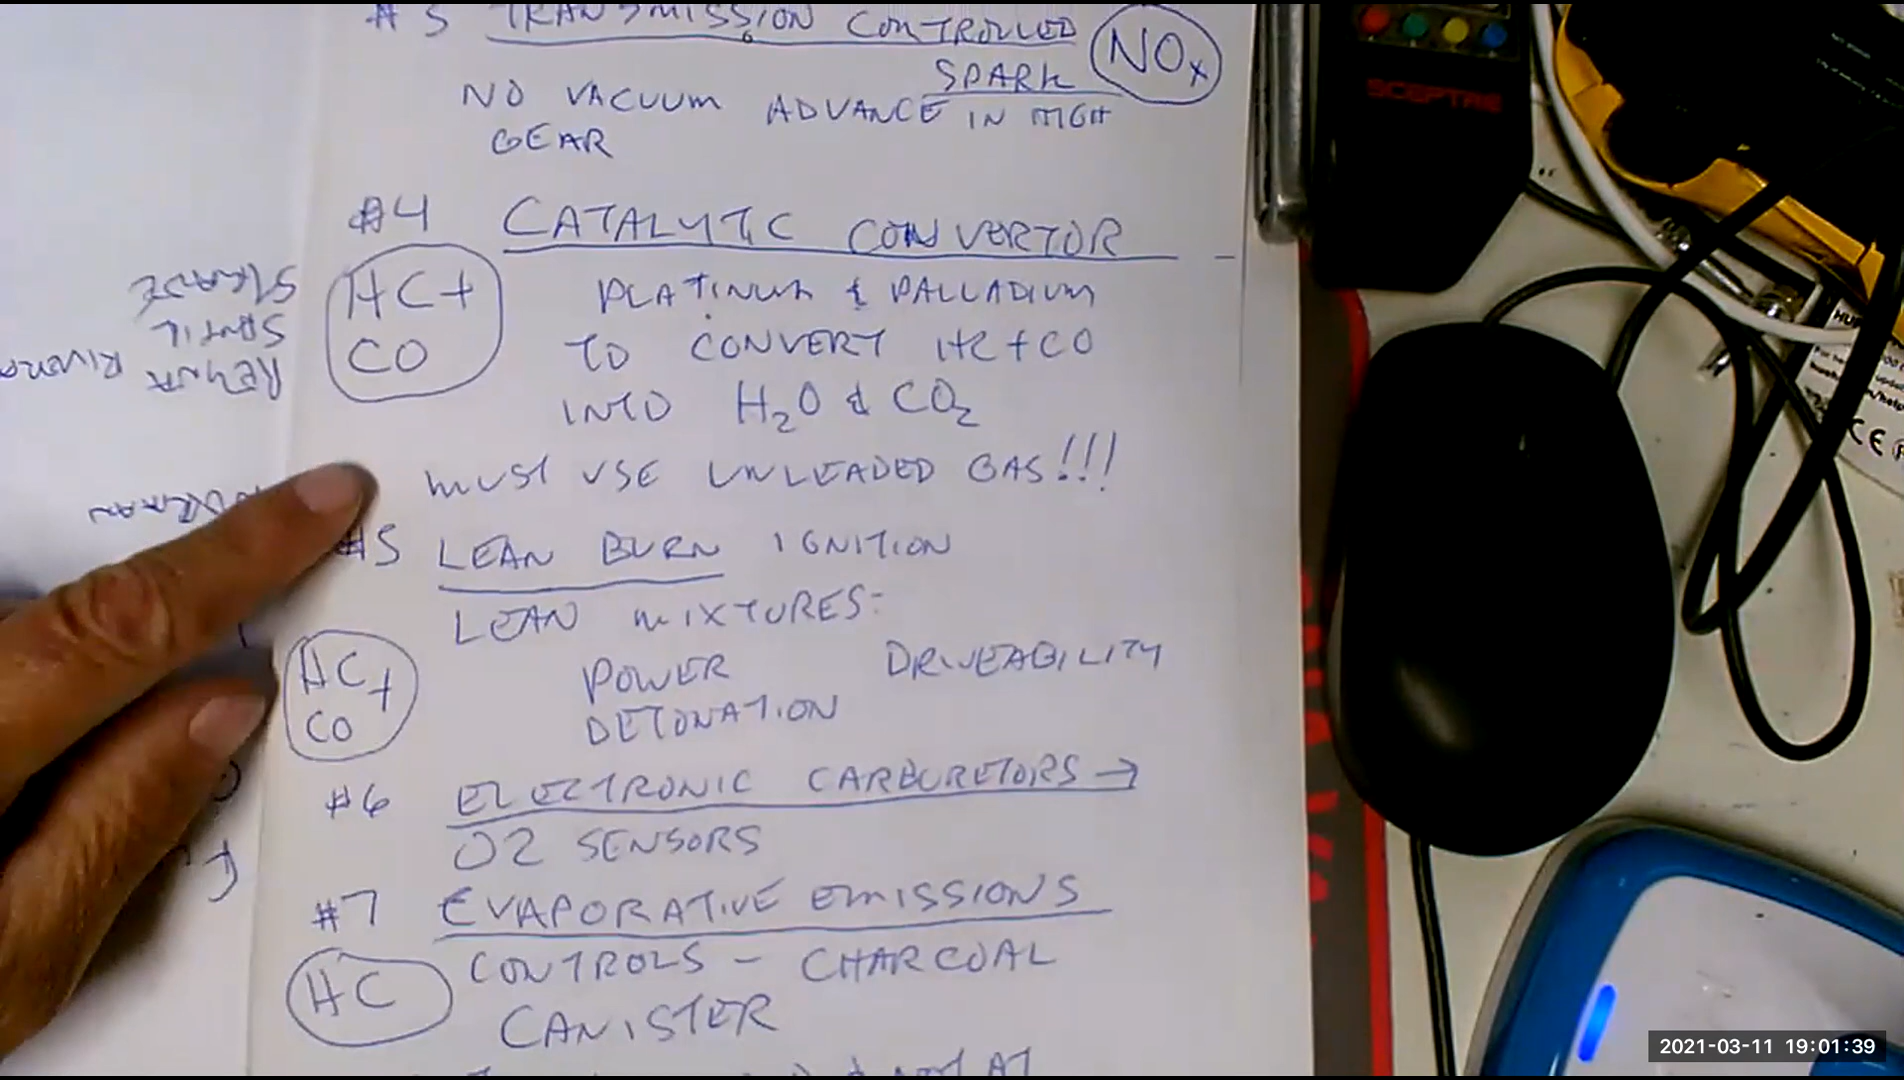 #3 TRANSMISSION CONTROLLED
SPARK
NOx
NO VACUUM ADVANCE IN HIGH
GEAR
#4 CATALYTIC CONVERTOR
HC+
CO
PLATINUM & PALLADIUM
TO CONVERT HC+CO
INTO H2O & CO2
MUST USE UNLEADED GAS!!!
#5 LEAN BURN IGNITION
LEAN MIXTURES:
HC+
CO
POWER DRIVEABILITY
DETONATION
#6 ELECTRONIC CARBURETORS →
O2 SENSORS
#7 EVAPORATIVE EMISSIONS
HC
CONTROLS - CHARCOAL
CANISTER
SCEPTRE
CE
RIVERA
2021-03-11 19:01:39